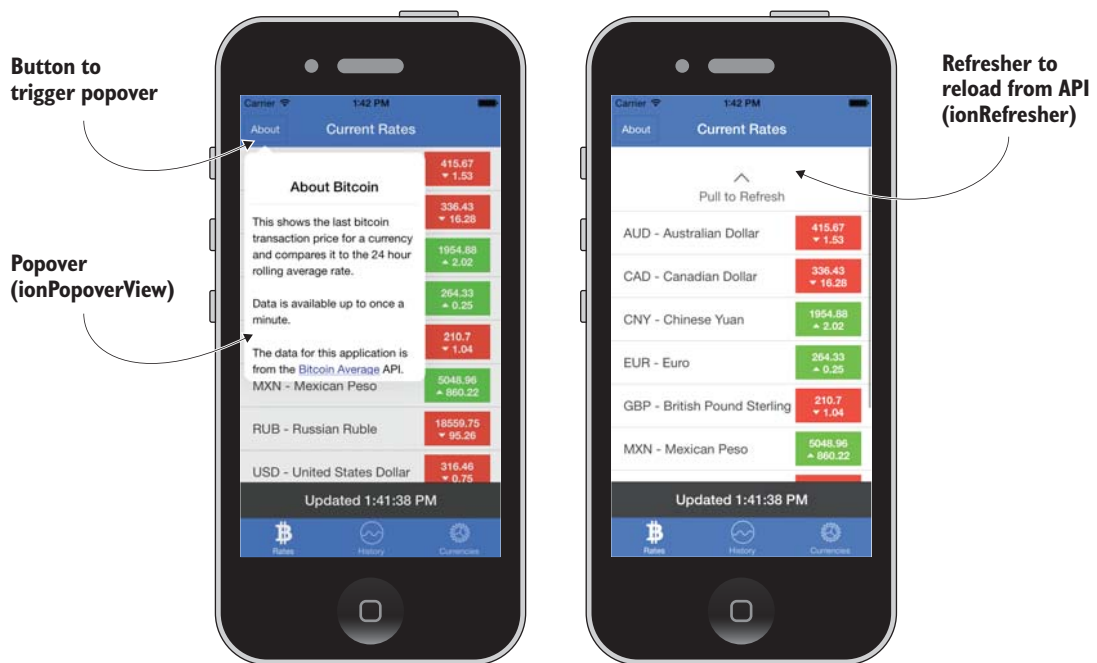 Button to
trigger popover
Popover
(ionPopoverView)
Carrier 1:42 PM
About Current Rates
About Bitcoin
This shows the last bitcoin
transaction price for a currency
and compares it to the 24 hour
rolling average rate.
Data is available up to once a
minute.
The data for this application is
from the Bitcoin Average API.
415.67
▼ 1.53
336.43
▼ 16.28
1954.88
▲ 2.02
264.33
▲ 0.25
210.7
▼ 1.04
MXN - Mexican Peso
5048.96
▲ 860.22
RUB - Russian Ruble
18559.75
▼ 95.26
USD - United States Dollar
316.46
▼ 0.75
Updated 1:41:38 PM
Rates History Currencies
Carrier 1:42 PM
About Current Rates
Pull to Refresh
AUD - Australian Dollar
415.67
▼ 1.53
CAD - Canadian Dollar
336.43
▼ 16.28
CNY - Chinese Yuan
1954.88
▲ 2.02
EUR - Euro
264.33
▲ 0.25
GBP - British Pound Sterling
210.7
▼ 1.04
MXN - Mexican Peso
5048.96
▲ 860.22
Updated 1:41:38 PM
Rates History Currencies
Refresher to
reload from API
(ionRefresher)